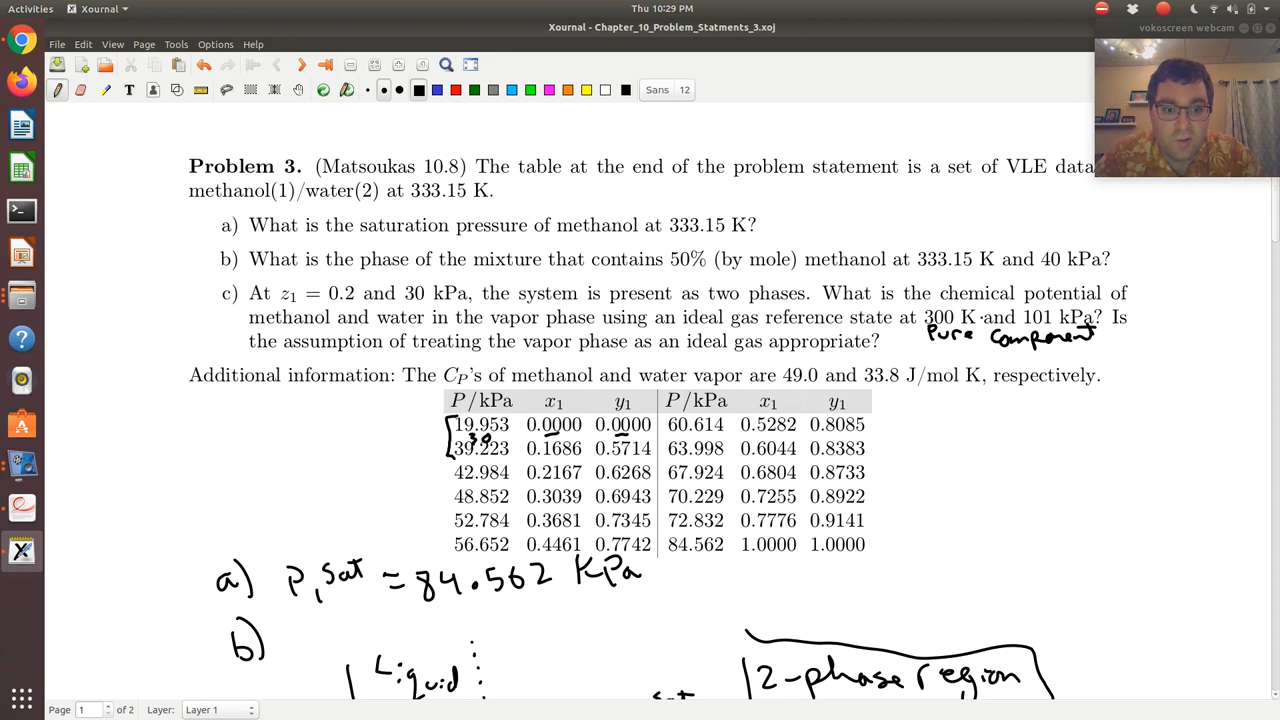 Activities Xournal Thu 10:29 PM
Xournal - Chapter_10_Problem_Statments_3.xoj
vokoscreen webcam
File Edit View Page Tools Options Help
Sans 12
Problem 3. (Matsoukas 10.8) The table at the end of the problem statement is a set of VLE data
methanol(1)/water(2) at 333.15 K.
a) What is the saturation pressure of methanol at 333.15 K?
b) What is the phase of the mixture that contains 50% (by mole) methanol at 333.15 K and 40 kPa?
c) At z1 = 0.2 and 30 kPa, the system is present as two phases. What is the chemical potential of
methanol and water in the vapor phase using an ideal gas reference state at 300 K and 101 kPa? Is
the assumption of treating the vapor phase as an ideal gas appropriate?
Pure component
Additional information: The CP's of methanol and water vapor are 49.0 and 33.8 J/mol K, respectively.
P/kPa x1 y1 P/kPa x1 y1
19.953 0.0000 0.0000 60.614 0.5282 0.8085
30
39.223 0.1686 0.5714 63.998 0.6044 0.8383
42.984 0.2167 0.6268 67.924 0.6804 0.8733
48.852 0.3039 0.6943 70.229 0.7255 0.8922
52.784 0.3681 0.7345 72.832 0.7776 0.9141
56.652 0.4461 0.7742 84.562 1.0000 1.0000
a) P1 sat = 84.562 KPa
b)
Liquid
sat
2-phase region
Page 1 of 2 Layer: Layer 1